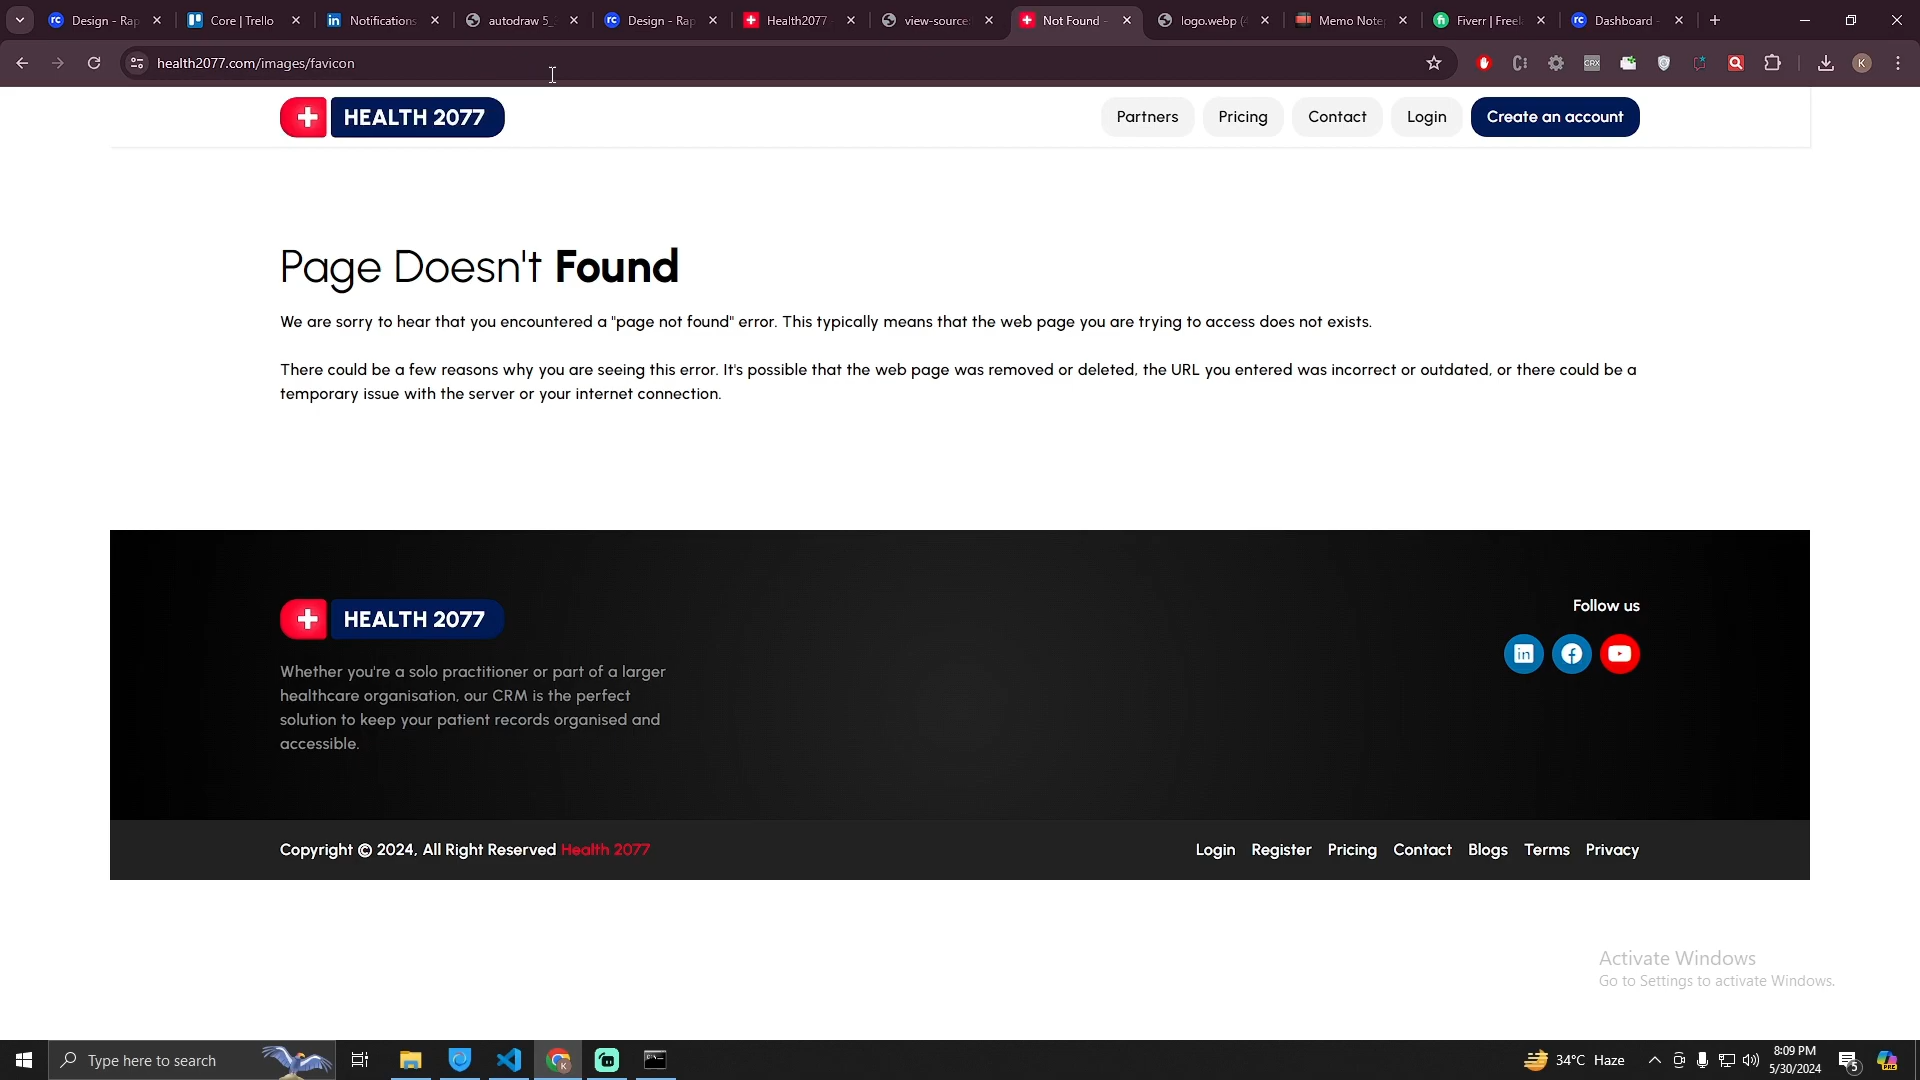 Design - Rap
Core | Trello
Notifications
autodraw 5_
Design - Rap
Health2077
view-source:
Not Found -
logo.webp (4
Memo Note
Fiverr | Freel
Dashboard -
health2077.com/images/favicon
CRX
K
HEALTH 2077
Partners
Pricing
Contact
Login
Create an account
Page Doesn't Found
We are sorry to hear that you encountered a "page not found" error. This typically means that the web page you are trying to access does not exists.
There could be a few reasons why you are seeing this error. It's possible that the web page was removed or deleted, the URL you entered was incorrect or outdated, or there could be a
temporary issue with the server or your internet connection.
HEALTH 2077
Follow us
Whether you're a solo practitioner or part of a larger
healthcare organisation, our CRM is the perfect
solution to keep your patient records organised and
accessible.
Copyright © 2024, All Right Reserved Health 2077
Login Register Pricing Contact Blogs Terms Privacy
Activate Windows
Go to Settings to activate Windows.
Type here to search
34°C Haze
8:09 PM
5/30/2024
5